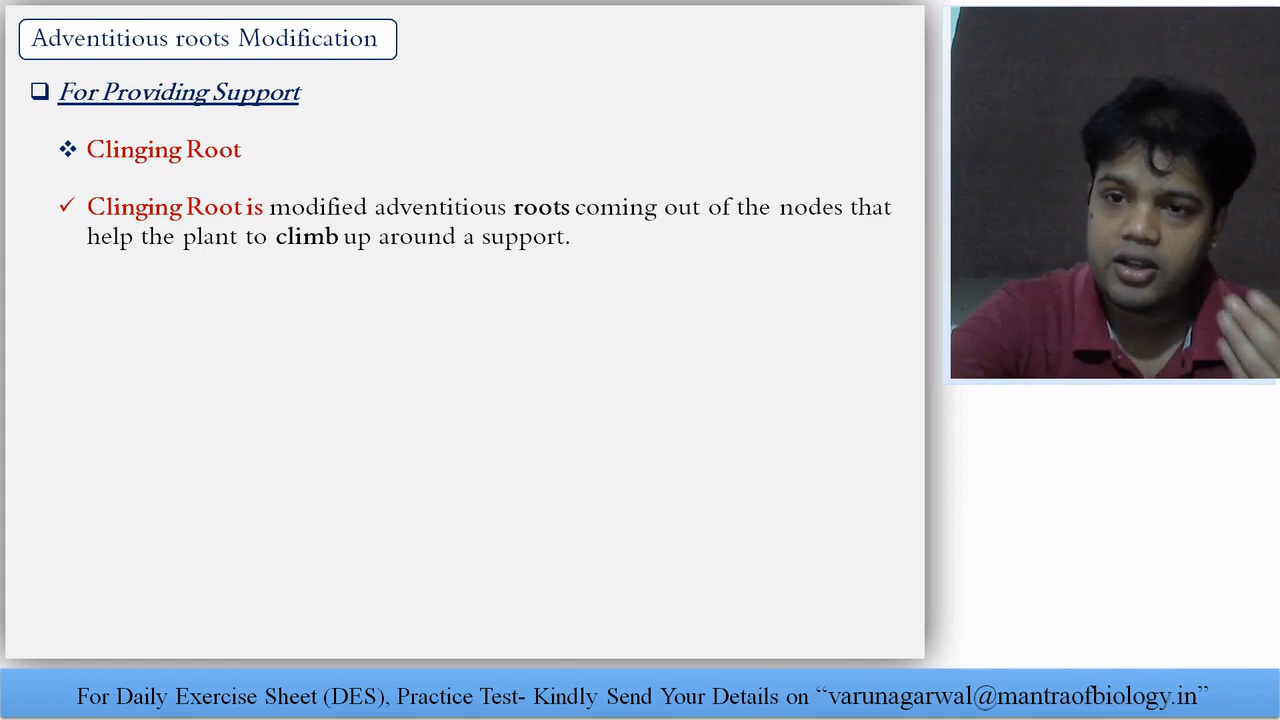 Adventitious roots Modification
For Providing Support
Clinging Root
Clinging Root is modified adventitious roots coming out of the nodes that
help the plant to climb up around a support.
For Daily Exercise Sheet (DES), Practice Test- Kindly Send Your Details on “varunagarwal@mantraofbiology.in”